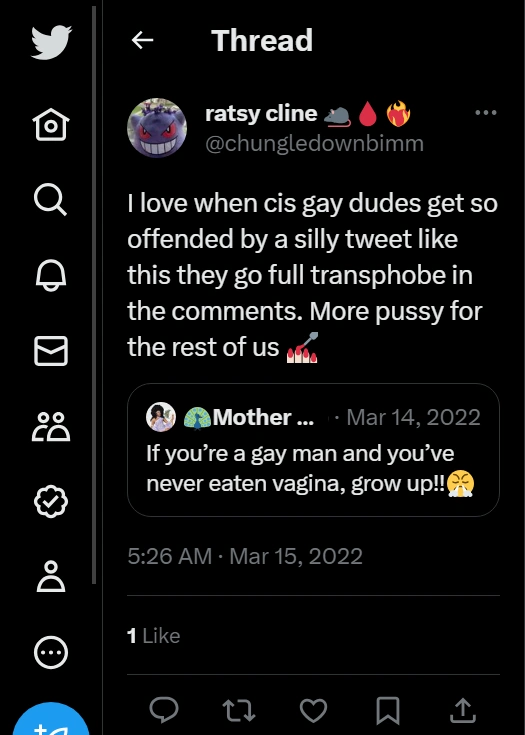 Thread
ratsy cline 🐀🩸❤️‍🔥
@chungledownbimm
I love when cis gay dudes get so
offended by a silly tweet like
this they go full transphobe in
the comments. More pussy for
the rest of us 💅
🦚Mother ... · Mar 14, 2022
If you’re a gay man and you’ve
never eaten vagina, grow up!!😤
5:26 AM · Mar 15, 2022
1 Like